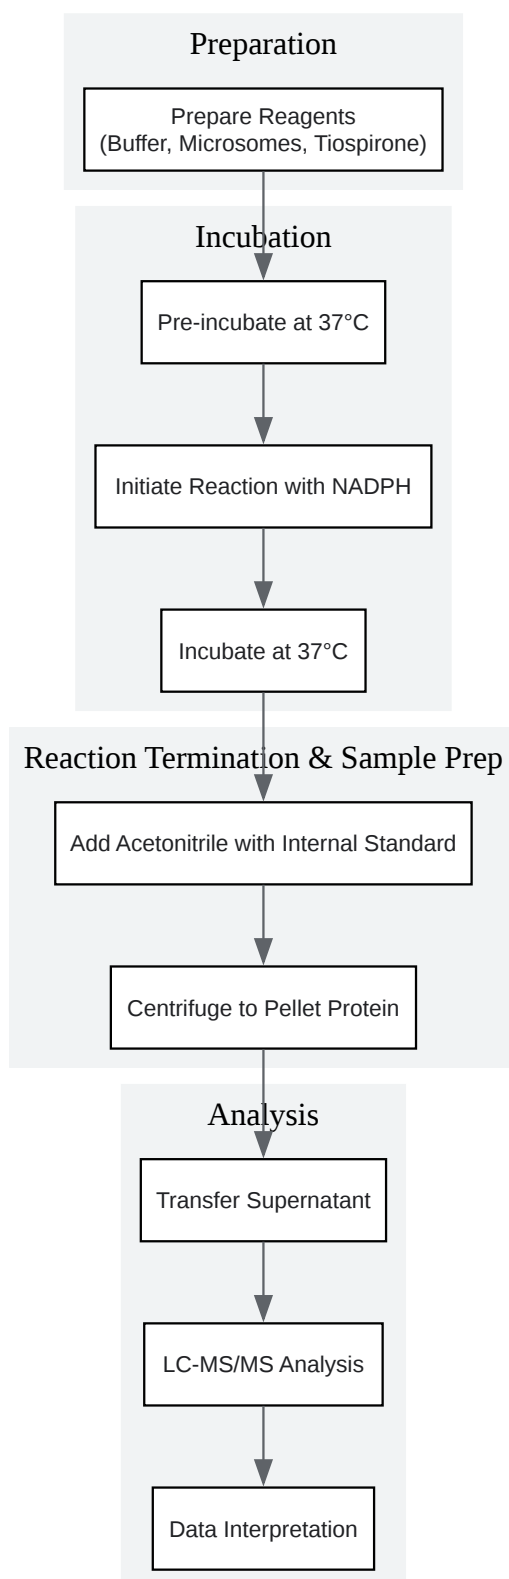 Preparation
Prepare Reagents
(Buffer, Microsomes, Tiospirone)
Incubation
Pre-incubate at 37°C
Initiate Reaction with NADPH
Incubate at 37°C
Reaction Termination & Sample Prep
Add Acetonitrile with Internal Standard
Centrifuge to Pellet Protein
Analysis
Transfer Supernatant
LC-MS/MS Analysis
Data Interpretation